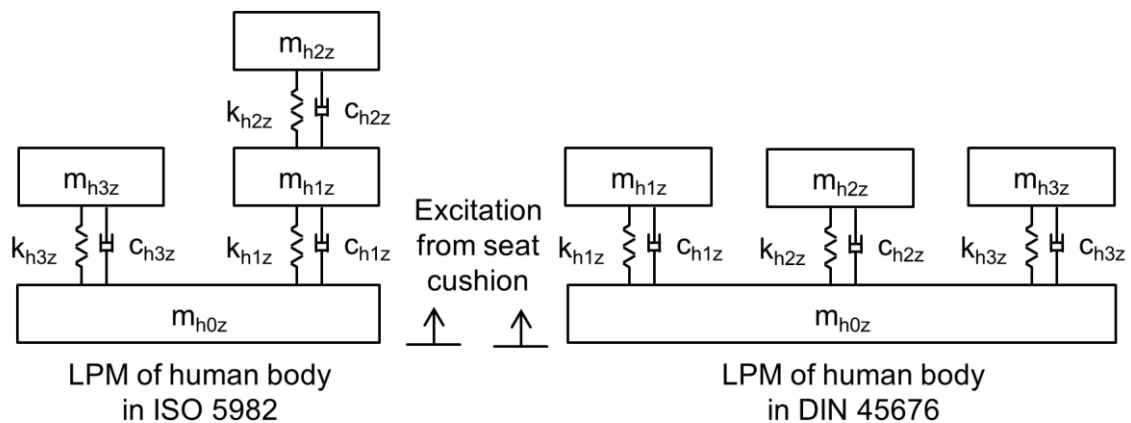 m_h2z
k_h2z c_h2z
m_h3z m_h1z
k_h3z c_h3z k_h1z c_h1z
m_h0z
LPM of human body
in ISO 5982
Excitation
from seat
cushion
m_h1z m_h2z m_h3z
k_h1z c_h1z k_h2z c_h2z k_h3z c_h3z
m_h0z
LPM of human body
in DIN 45676